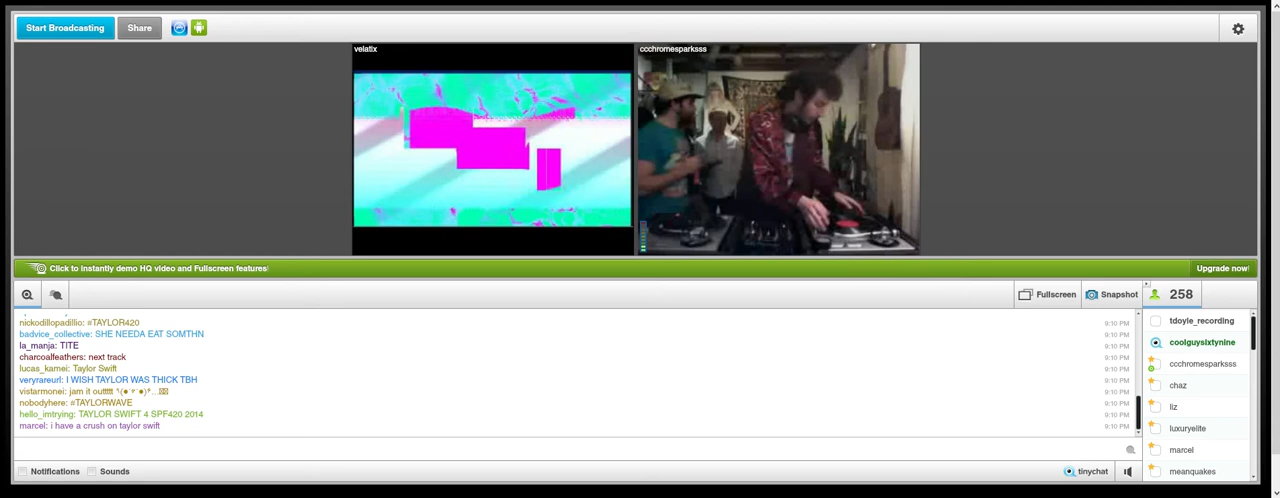 Start Broadcasting Share
velatix
ccchromesparksss
Click to instantly demo HQ video and Fullscreen features!
Upgrade now!
Fullscreen Snapshot 258
nickodillopadillio: #TAYLOR420 9:10 PM
badvice_collective: SHE NEEDA EAT SOMTHN 9:10 PM
la_manja: TITE 9:10 PM
charcoalfeathers: next track 9:10 PM
lucas_kamei: Taylor Swift 9:10 PM
veryrareurl: I WISH TAYLOR WAS THICK TBH 9:10 PM
vistarmonei: jam it outtttt 9:10 PM
nobodyhere: #TAYLORWAVE 9:10 PM
hello_imtrying: TAYLOR SWIFT 4 SPF420 2014 9:10 PM
marcel: i have a crush on taylor swift 9:10 PM
tdoyle_recording
coolguysixtynine
ccchromesparksss
chaz
liz
luxuryelite
marcel
meanquakes
Notifications Sounds
tinychat